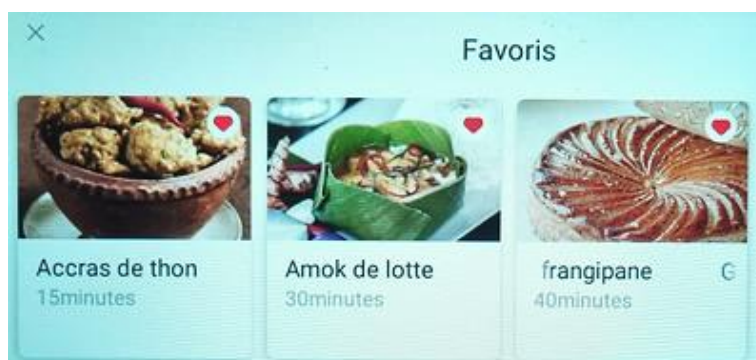 Favoris
Accras de thon
15minutes
Amok de lotte
30minutes
frangipane G
40minutes